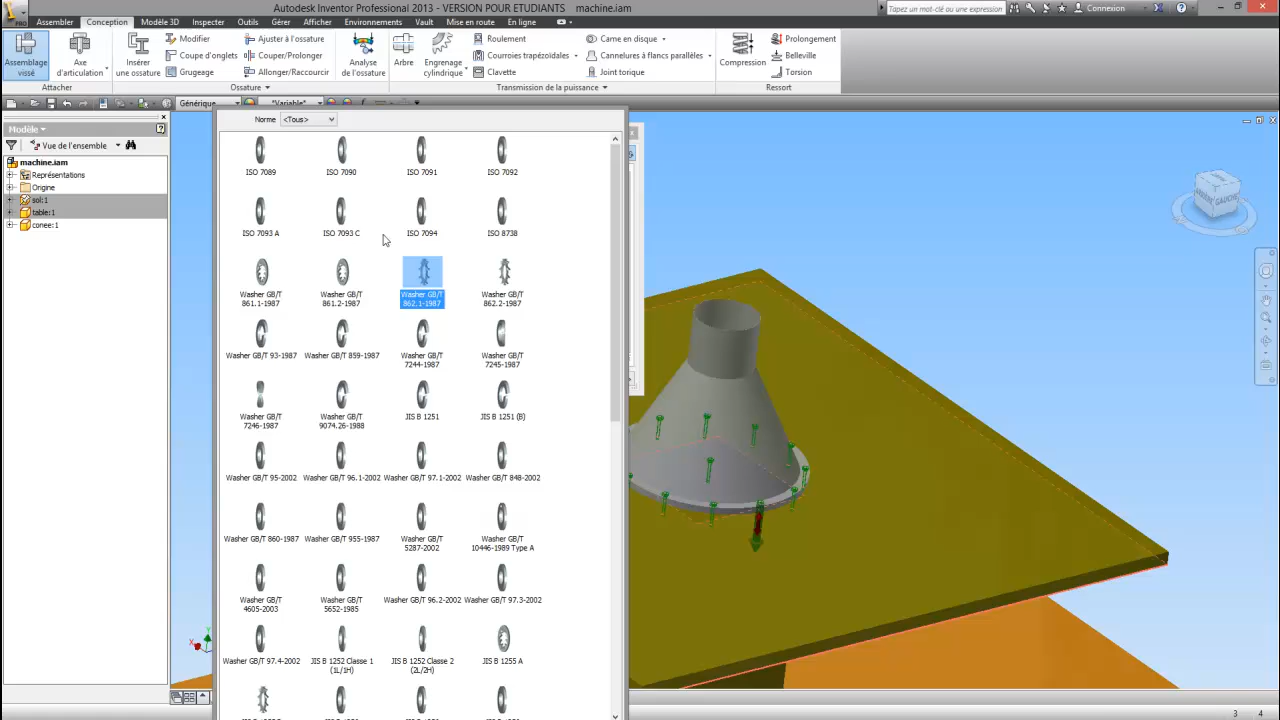 Autodesk Inventor Professional 2013 - VERSION POUR ETUDIANTS machine.iam
Tapez un mot-clé ou une expression
Connexion
PRO
Assembler Conception Modèle 3D Inspecter Outils Gérer Afficher Environnements Vault Mise en route En ligne
Assemblage vissé
Axe d'articulation
Attacher
Insérer une ossature
Modifier
Coupe d'onglets
Grugeage
Ajuster à l'ossature
Couper/Prolonger
Allonger/Raccourcir
Analyse de l'ossature
Ossature
Arbre
Engrenage cylindrique
Roulement
Courroies trapézoïdales
Clavette
Came en disque
Cannelures à flancs parallèles
Joint torique
Transmission de la puissance
Compression
Prolongement
Belleville
Torsion
Ressort
Générique
*Variable*
Modèle
Vue de l'ensemble
machine.iam
Représentations
Origine
sol:1
table:1
conee:1
Norme <Tous>
ISO 7089 ISO 7090 ISO 7091 ISO 7092
ISO 7093 A ISO 7093 C ISO 7094 ISO 8738
Washer GB/T 861.1-1987
Washer GB/T 861.2-1987
Washer GB/T 862.1-1987
Washer GB/T 862.2-1987
Washer GB/T 93-1987
Washer GB/T 859-1987
Washer GB/T 7244-1987
Washer GB/T 7245-1987
Washer GB/T 7246-1987
Washer GB/T 9074.26-1988
JIS B 1251
JIS B 1251 (B)
Washer GB/T 95-2002
Washer GB/T 96.1-2002
Washer GB/T 97.1-2002
Washer GB/T 848-2002
Washer GB/T 860-1987
Washer GB/T 955-1987
Washer GB/T 5287-2002
Washer GB/T 10446-1989 Type A
Washer GB/T 4605-2003
Washer GB/T 5652-1985
Washer GB/T 96.2-2002
Washer GB/T 97.3-2002
Washer GB/T 97.4-2002
JIS B 1252 Classe 1 (1L/1H)
JIS B 1252 Classe 2 (2L/2H)
JIS B 1255 A
GAUCHE
X
Y
3 4